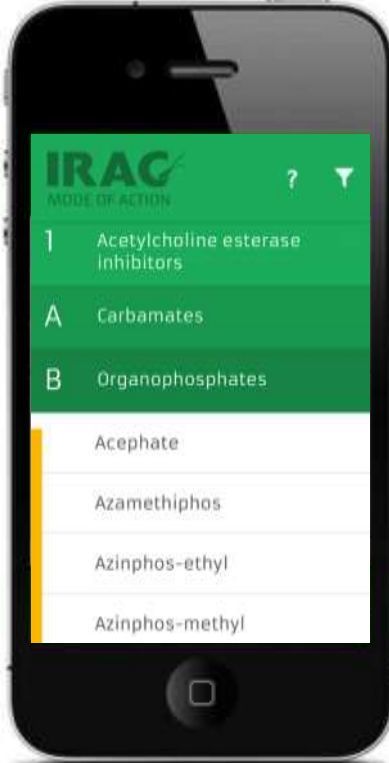 IRAC
MODE OF ACTION
?
1 Acetylcholine esterase
inhibitors
A Carbamates
B Organophosphates
Acephate
Azamethiphos
Azinphos-ethyl
Azinphos-methyl